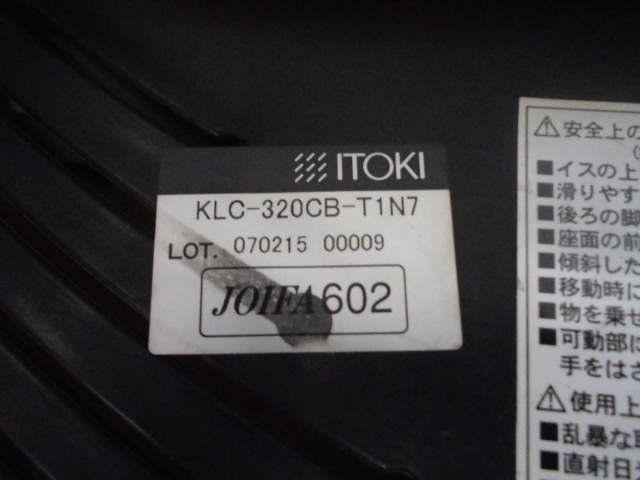 ITOKI
KLC-320CB-T1N7
LOT. 070215 00009
JOIFA602
⚠安全上の
■イスの上
■滑りやす
■後ろの脚
■座面の前
■傾斜した
■移動時に
■物を乗せ
■可動部に
手をはさ
⚠使用上
■乱暴な
■直射日